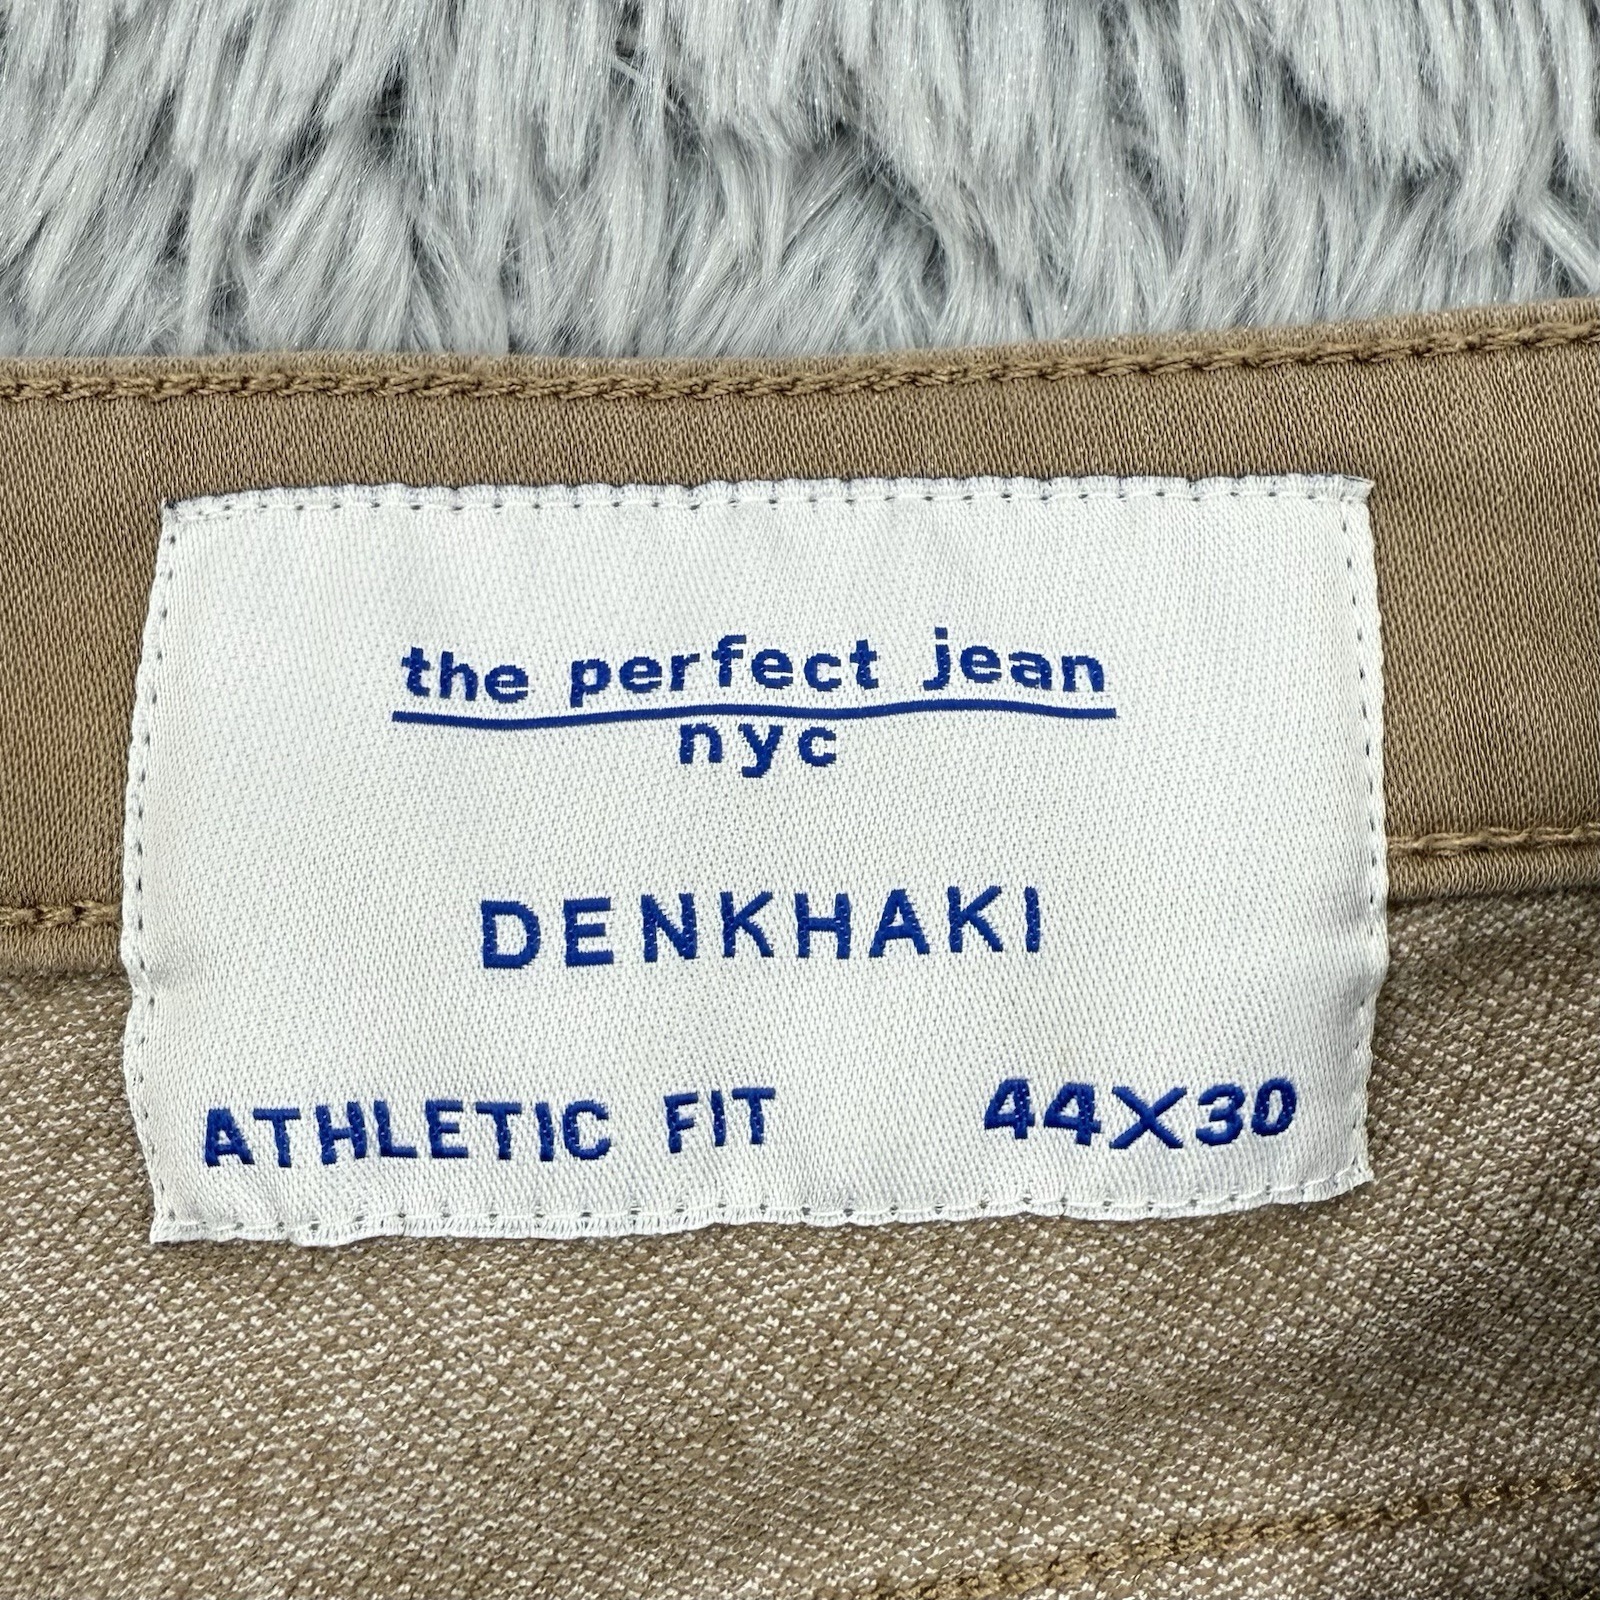 the perfect jean
nyc
DENKHAKI
ATHLETIC FIT 44X30